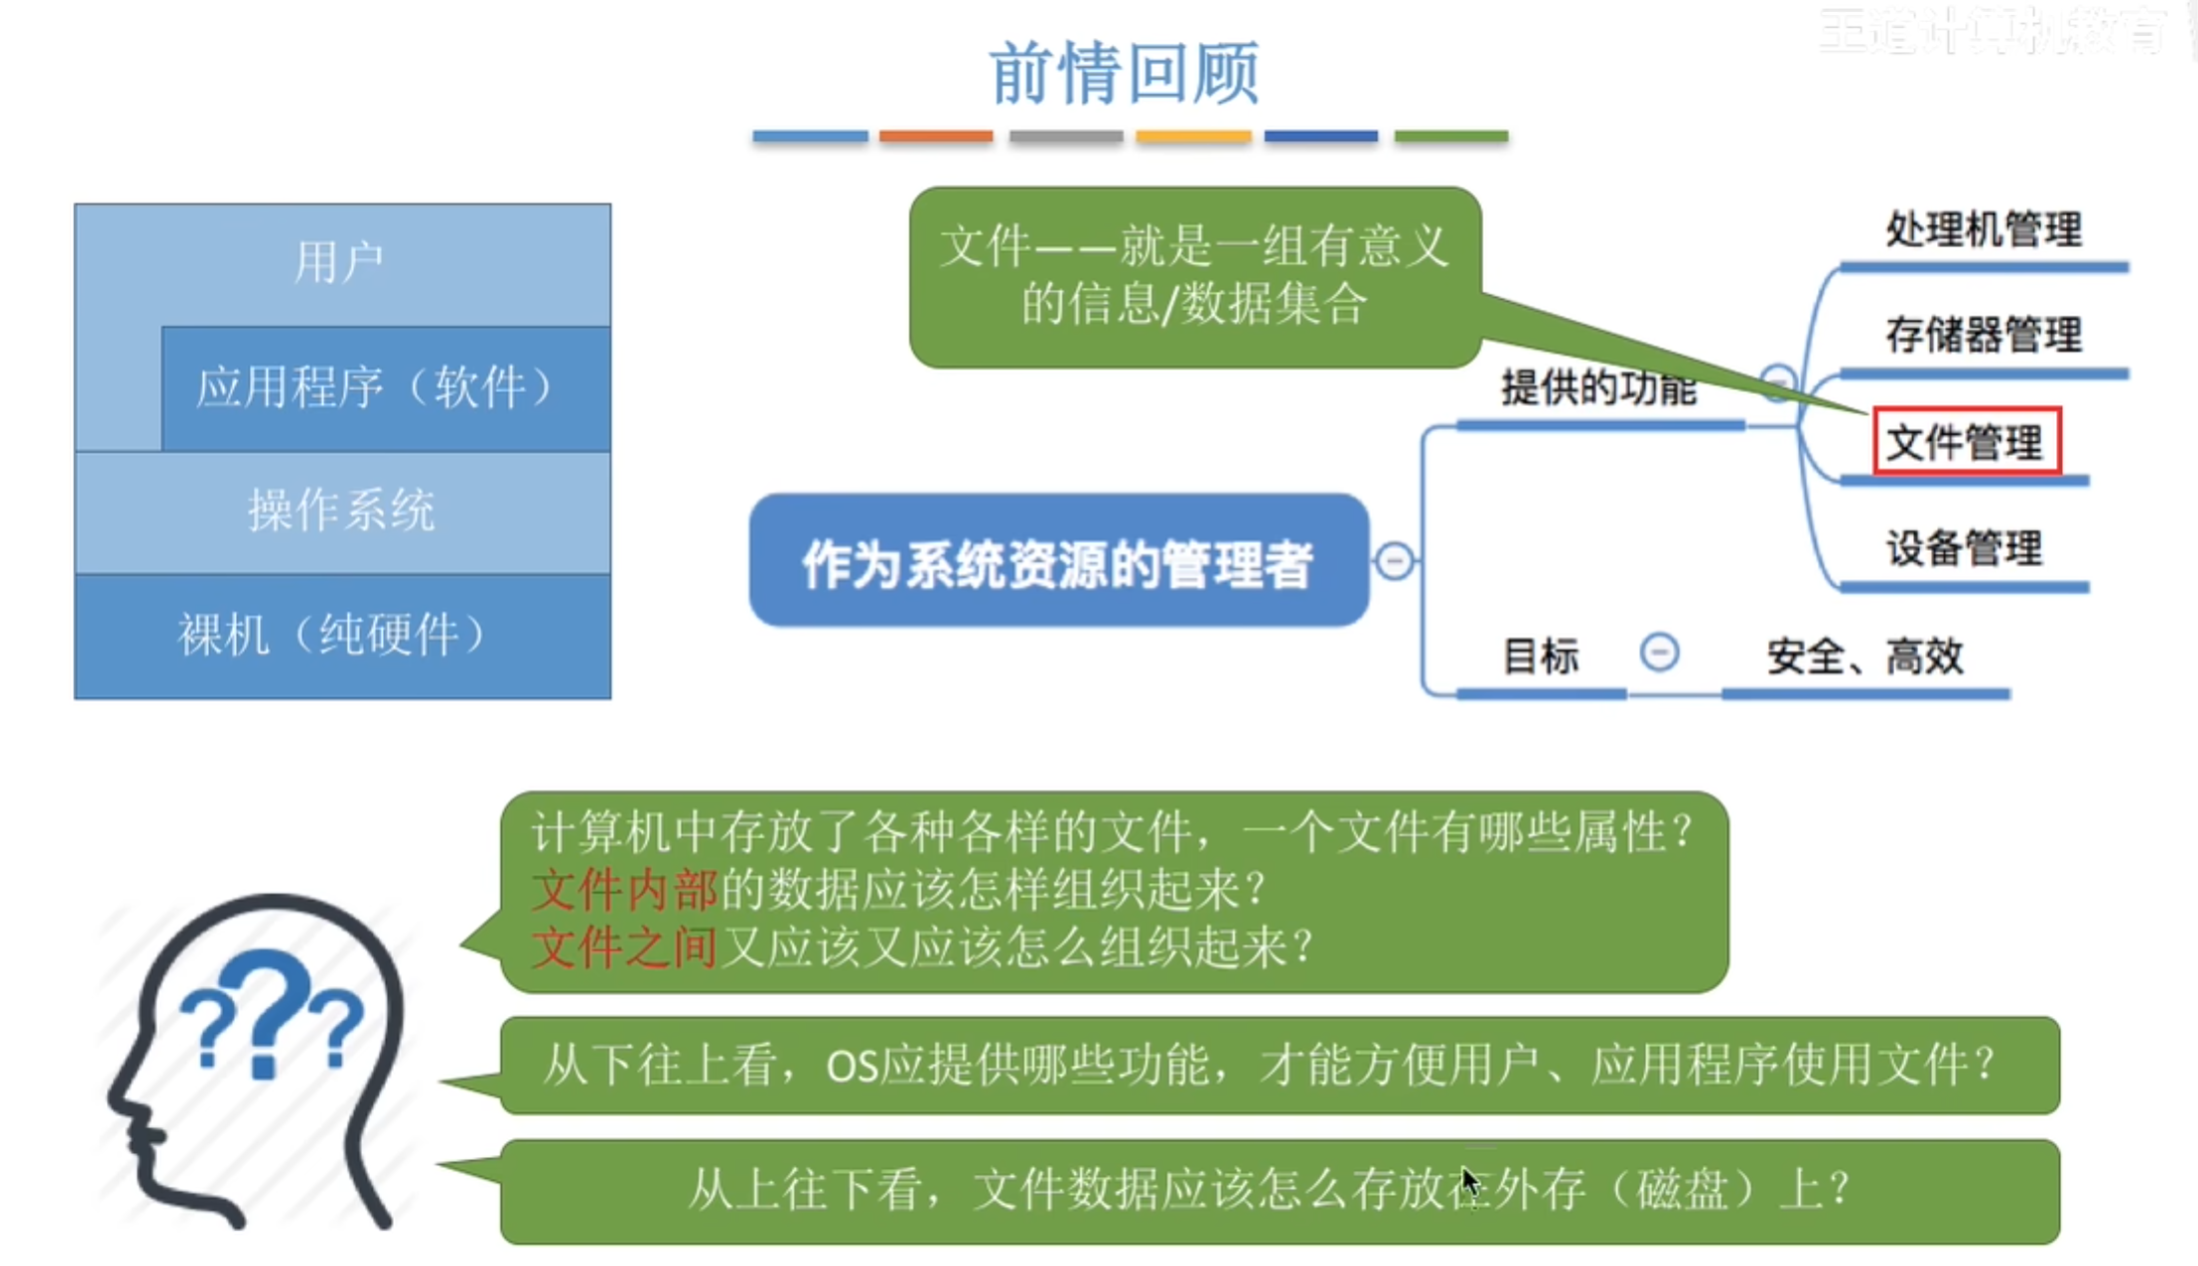 王道计算机教育
前情回顾
用户
应用程序（软件）
操作系统
裸机（纯硬件）
文件——就是一组有意义
的信息/数据集合
作为系统资源的管理者
提供的功能
处理机管理
存储器管理
文件管理
设备管理
目标
安全、高效
计算机中存放了各种各样的文件，一个文件有哪些属性？
文件内部的数据应该怎样组织起来？
文件之间又应该又应该怎么组织起来？
???
从下往上看，OS应提供哪些功能，才能方便用户、应用程序使用文件？
从上往下看，文件数据应该怎么存放在外存（磁盘）上？